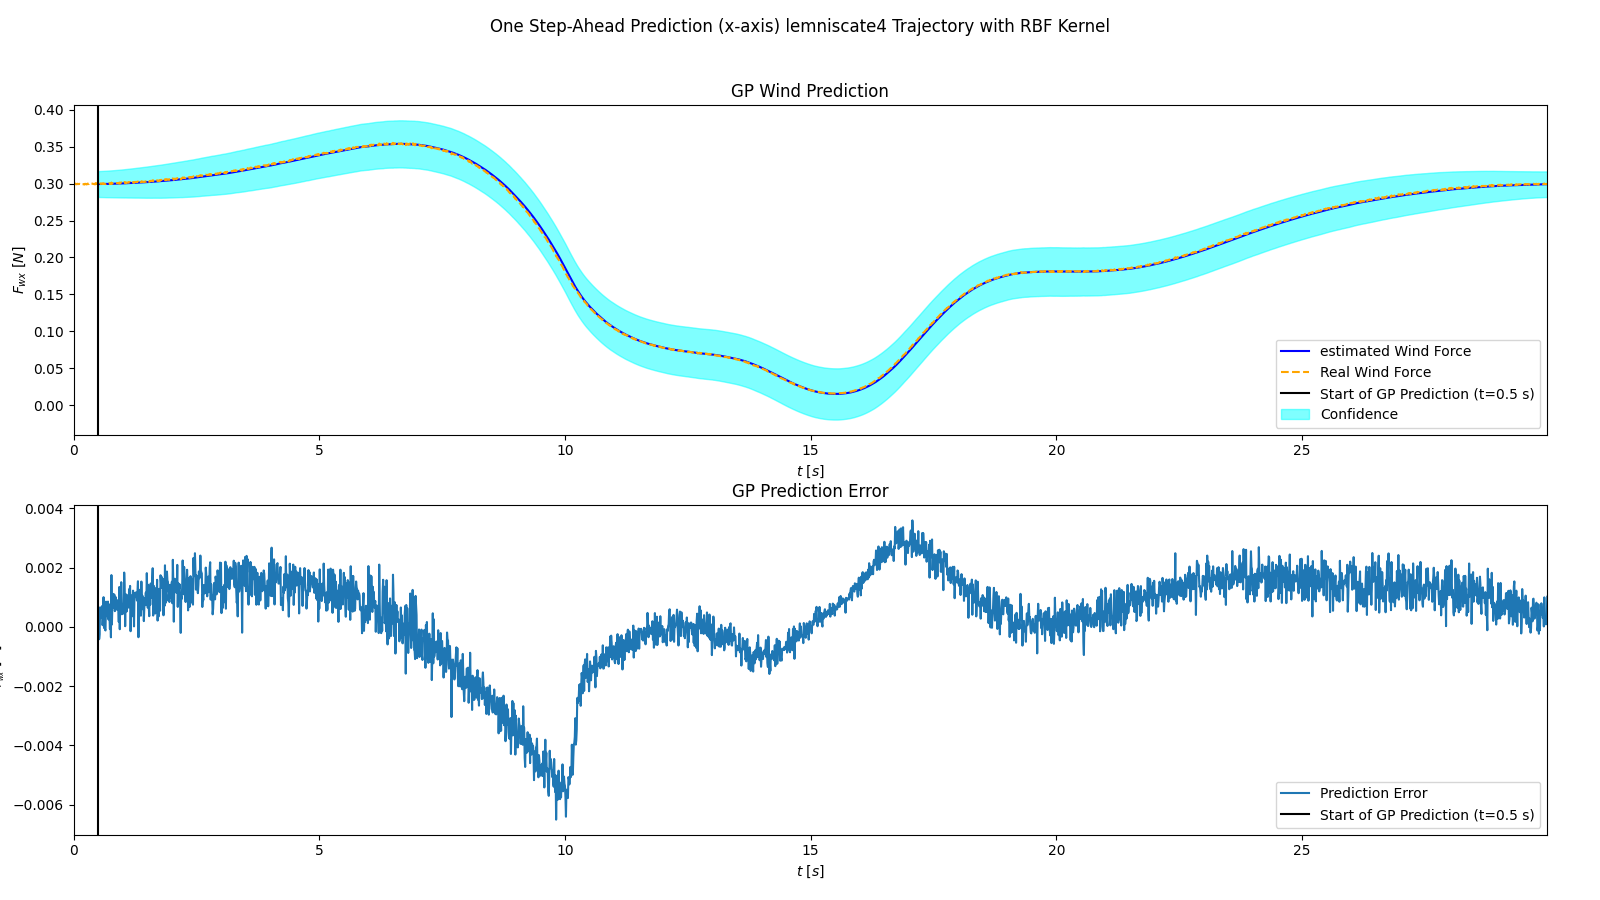 One Step-Ahead Prediction (x-axis) lemniscate4 Trajectory with RBF Kernel
GP Wind Prediction
0.40
0.35
0.30
0.25
0.20
0.15
0.10
0.05
0.00
F_wx [N]
estimated Wind Force
Real Wind Force
Start of GP Prediction (t=0.5 s)
Confidence
0 5 10 15 20 25
t [s]
GP Prediction Error
0.004
0.002
0.000
−0.002
−0.004
−0.006
Prediction Error
Start of GP Prediction (t=0.5 s)
0 5 10 15 20 25
t [s]